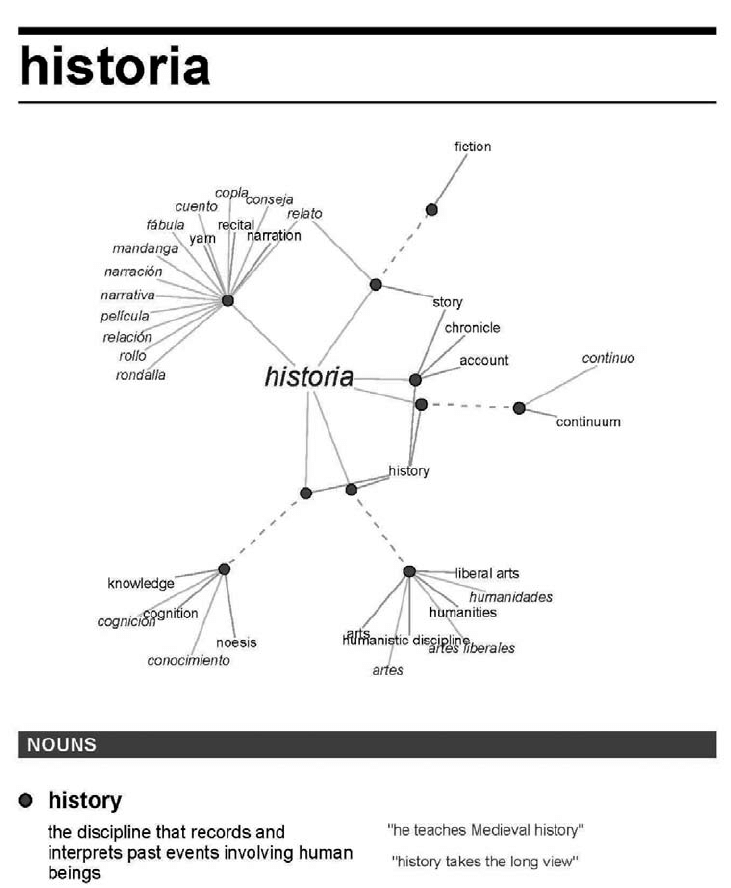 historia
fiction
copla
conseja
cuento
relato
fábula
recital
yarn
narration
mandanga
narración
narrativa
película
relación
rollo
rondalla
story
chronicle
account
historia
continuo
continuum
history
knowledge
cognition
cognición
noesis
conocimiento
liberal arts
humanidades
humanities
arts
humanistic discipline
artes liberales
artes
NOUNS
history
the discipline that records and
interprets past events involving human
beings
"he teaches Medieval history"
"history takes the long view"